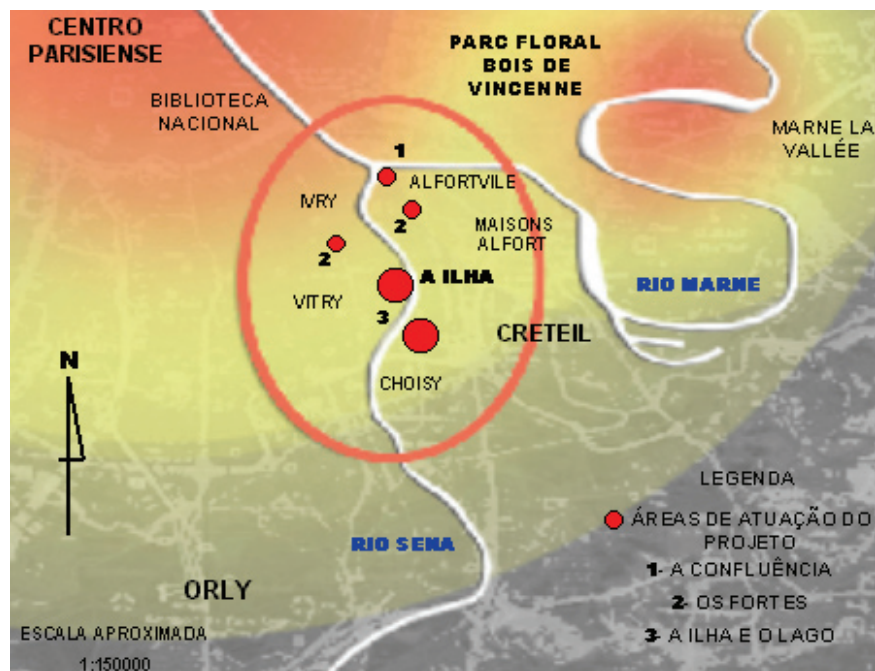 CENTRO
PARISIENSE
PARC FLORAL
BOIS DE
VINCENNE
BIBLIOTECA
NACIONAL
MARNE LA
VALLÉE
1
ALFORTVILE
IVRY
2
MAISONS
ALFORT
2
A ILHA
RIO MARNE
VITRY
3
CRETEIL
N
CHOISY
LEGENDA
ÁREAS DE ATUAÇÃO DO
PROJETO
RIO SENA
1- A CONFLUÊNCIA
ORLY
2- OS FORTES
ESCALA APROXIMADA
3- A ILHA E O LAGO
1:150000